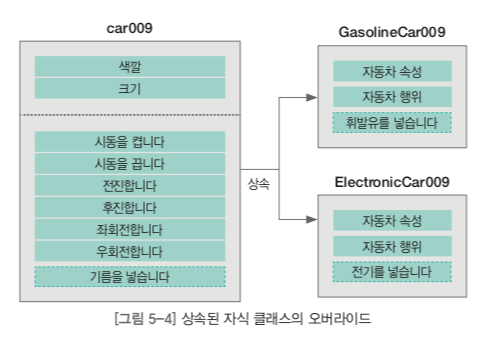 car009
색깔
크기
시동을 켭니다
시동을 끕니다
전진합니다
후진합니다
좌회전합니다
우회전합니다
기름을 넣습니다
상속
GasolineCar009
자동차 속성
자동차 행위
휘발유를 넣습니다
ElectronicCar009
자동차 속성
자동차 행위
전기를 넣습니다
[그림 5-4] 상속된 자식 클래스의 오버라이드